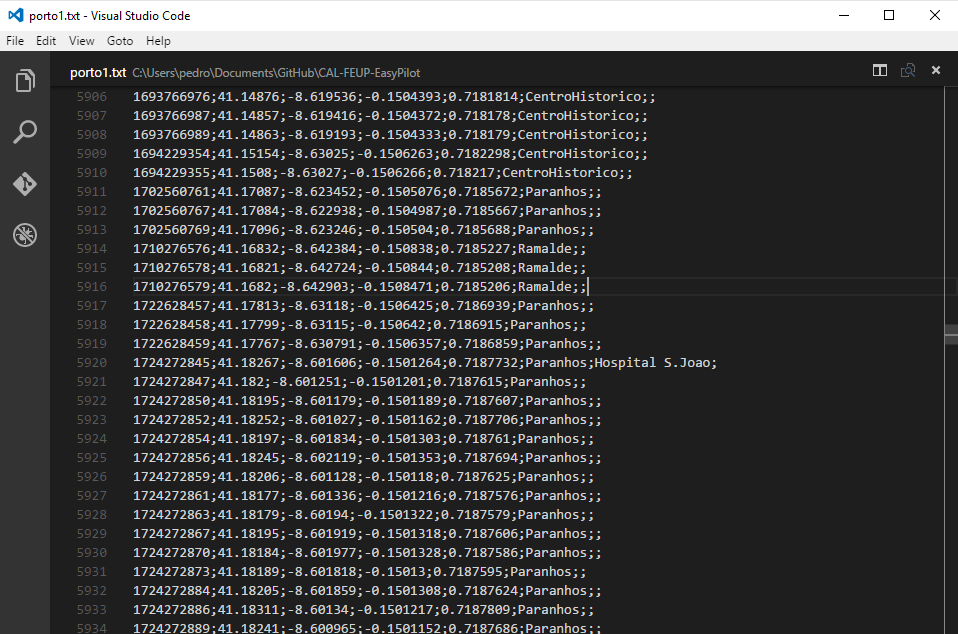 porto1.txt - Visual Studio Code
File Edit View Goto Help
porto1.txt C:\Users\pedro\Documents\GitHub\CAL-FEUP-EasyPilot
5906 1693766976;41.14876;-8.619536;-0.1504393;0.7181814;CentroHistorico;;
5907 1693766987;41.14857;-8.619416;-0.1504372;0.718178;CentroHistorico;;
5908 1693766989;41.14863;-8.619193;-0.1504333;0.718179;CentroHistorico;;
5909 1694229354;41.15154;-8.63025;-0.1506263;0.7182298;CentroHistorico;;
5910 1694229355;41.1508;-8.63027;-0.1506266;0.718217;CentroHistorico;;
5911 1702560761;41.17087;-8.623452;-0.1505076;0.7185672;Paranhos;;
5912 1702560767;41.17084;-8.622938;-0.1504987;0.7185667;Paranhos;;
5913 1702560769;41.17096;-8.623246;-0.150504;0.7185688;Paranhos;;
5914 1710276576;41.16832;-8.642384;-0.150838;0.7185227;Ramalde;;
5915 1710276578;41.16821;-8.642724;-0.150844;0.7185208;Ramalde;;
5916 1710276579;41.1682;-8.642903;-0.1508471;0.7185206;Ramalde;;
5917 1722628457;41.17813;-8.63118;-0.1506425;0.7186939;Paranhos;;
5918 1722628458;41.17799;-8.63115;-0.150642;0.7186915;Paranhos;;
5919 1722628459;41.17767;-8.630791;-0.1506357;0.7186859;Paranhos;;
5920 1724272845;41.18267;-8.601606;-0.1501264;0.7187732;Paranhos;Hospital S.Joao;
5921 1724272847;41.182;-8.601251;-0.1501201;0.7187615;Paranhos;;
5922 1724272850;41.18195;-8.601179;-0.1501189;0.7187607;Paranhos;;
5923 1724272852;41.18252;-8.601027;-0.1501162;0.7187706;Paranhos;;
5924 1724272854;41.18197;-8.601834;-0.1501303;0.718761;Paranhos;;
5925 1724272856;41.18245;-8.602119;-0.1501353;0.7187694;Paranhos;;
5926 1724272859;41.18206;-8.601128;-0.150118;0.7187625;Paranhos;;
5927 1724272861;41.18177;-8.601336;-0.1501216;0.7187576;Paranhos;;
5928 1724272863;41.18179;-8.60194;-0.1501322;0.7187579;Paranhos;;
5929 1724272867;41.18195;-8.601919;-0.1501318;0.7187606;Paranhos;;
5930 1724272870;41.18184;-8.601977;-0.1501328;0.7187586;Paranhos;;
5931 1724272873;41.18189;-8.601818;-0.15013;0.7187595;Paranhos;;
5932 1724272884;41.18205;-8.601859;-0.1501308;0.7187624;Paranhos;;
5933 1724272886;41.18311;-8.60134;-0.1501217;0.7187809;Paranhos;;
5934 1724272889;41.18241;-8.600965;-0.1501152;0.7187686;Paranhos;;